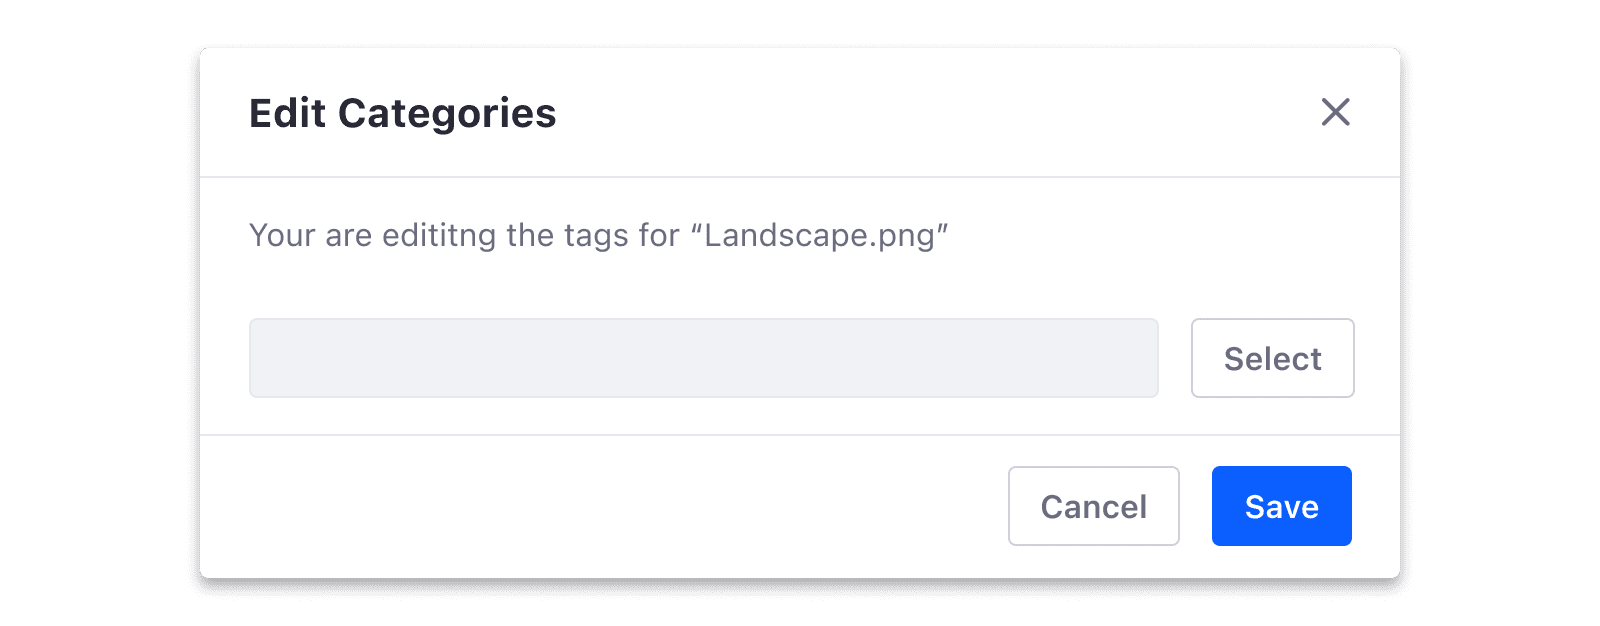 Edit Categories
Your are edititng the tags for “Landscape.png”
Select
Cancel
Save